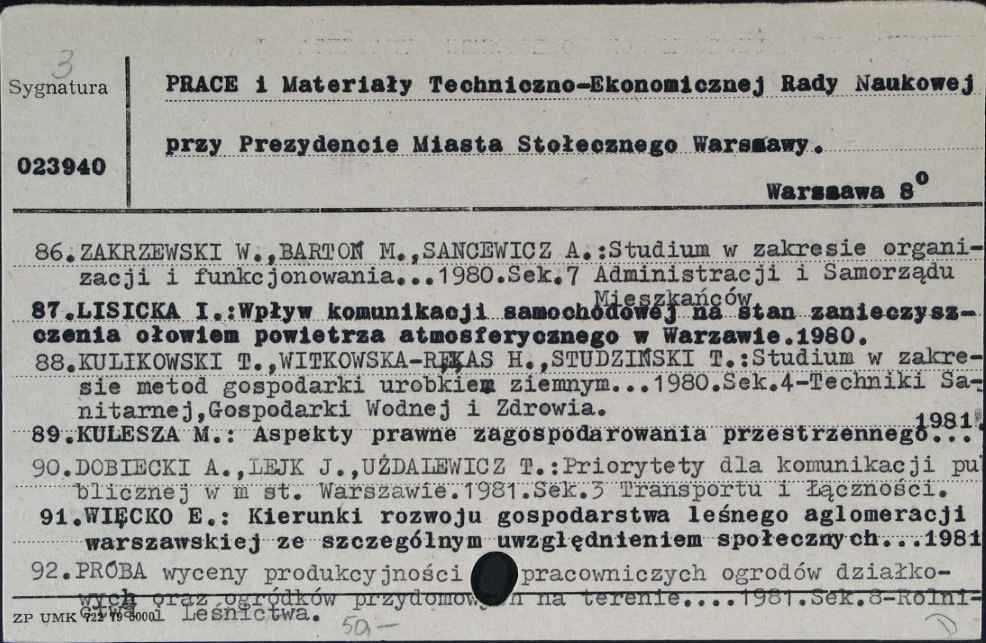 3
Sygnatura
PRACE i Materiały Techniczno-Ekonomicznej Rady Naukowej
przy Prezydencie Miasta Stołecznego Warszawy.
023940
Warszawa 8°
86.ZAKRZEWSKI W.,BARTOŃ M.,SANCEWICZ A.:Studium w zakresie organi-
zacji i funkcjonowania...1980.Sek.7 Administracji i Samorządu
Mieszkańców
87.LISICKA I.:Wpływ komunikacji samochodowej na stan zanieczysz-
czenia ołowiem powietrza atmosferycznego w Warzawie.1980.
88.KULIKOWSKI T.,WITKOWSKA-RĘKAS H.,STUDZIŃSKI T.:Studium w zakre-
sie metod gospodarki urobkiem ziemnym...1980.Sek.4-Techniki Sa-
nitarnej,Gospodarki Wodnej i Zdrowia.
1981.
89.KULESZA M.: Aspekty prawne zagospodarowania przestrzennego...
90.DOBIECKI A.,LEJK J.,UŻDALEWICZ T.:Priorytety dla komunikacji pu
blicznej w m st. Warszawie.1981.Sek.3 Transportu i Łączności.
91.WIĘCKO E.: Kierunki rozwoju gospodarstwa leśnego aglomeracji
warszawskiej ze szczególnym uwzględnieniem społecznych...1981
92.PRÓBA wyceny produkcyjności pracowniczych ogrodów działko-
wych oraz ogródków przydomowych na terenie....1981.Sek.8-Rolni-
ctwa i Leśnictwa.
ZP UMK 722 79 5000
50,-